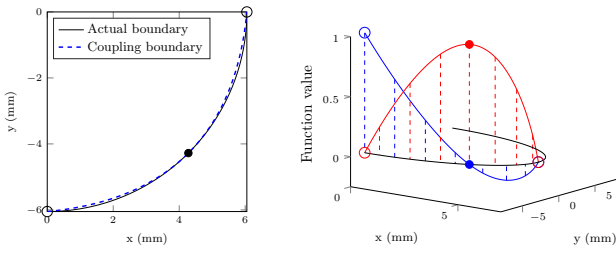 0
−2
−4
−6
0
2
4
6
y (mm)
x (mm)
Actual boundary
Coupling boundary
1
0.5
0
Function value
0
5
x (mm)
−5
0
5
y (mm)